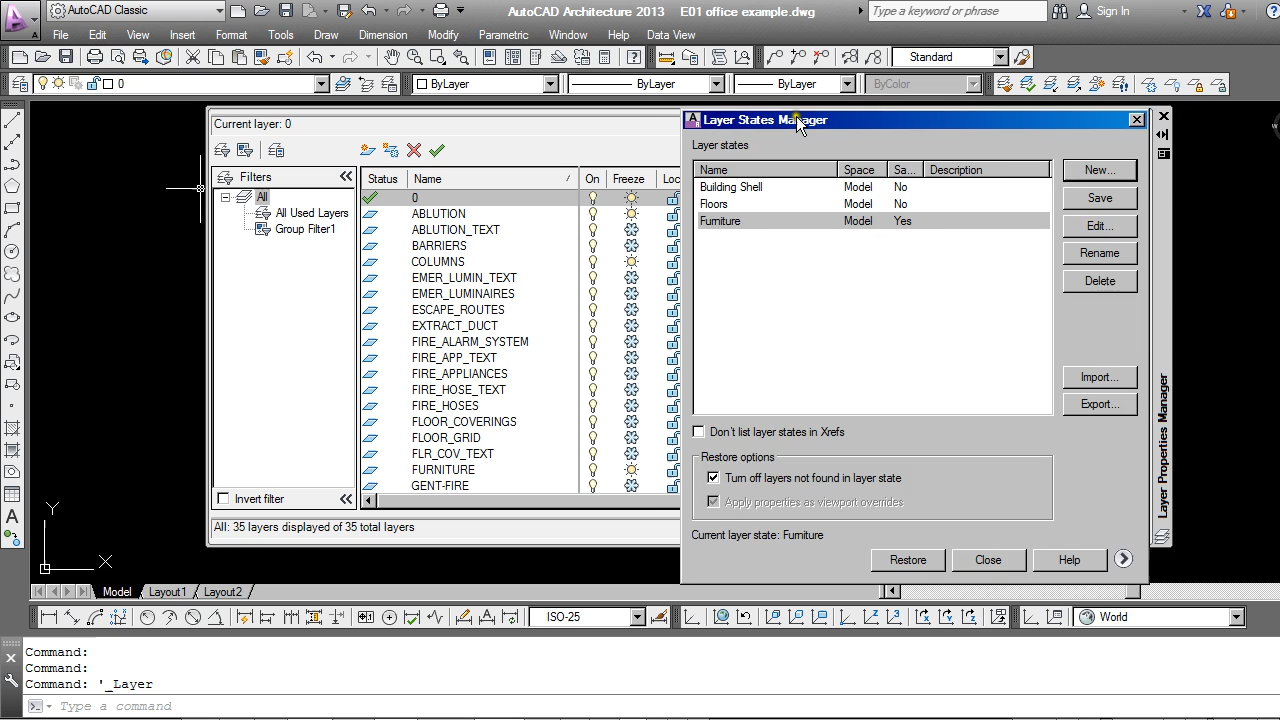 AutoCAD Classic
AutoCAD Architecture 2013 E01 office example.dwg
Type a keyword or phrase
Sign In
File Edit View Insert Format Tools Draw Dimension Modify Parametric Window Help Data View
Standard
0 ByLayer ByLayer ByLayer ByColor
Current layer: 0
Filters
All
All Used Layers
Group Filter1
Invert filter
Status Name On Freeze Loc
0
ABLUTION
ABLUTION_TEXT
BARRIERS
COLUMNS
EMER_LUMIN_TEXT
EMER_LUMINAIRES
ESCAPE_ROUTES
EXTRACT_DUCT
FIRE_ALARM_SYSTEM
FIRE_APP_TEXT
FIRE_APPLIANCES
FIRE_HOSE_TEXT
FIRE_HOSES
FLOOR_COVERINGS
FLOOR_GRID
FLR_COV_TEXT
FURNITURE
GENT-FIRE
All: 35 layers displayed of 35 total layers
Layer States Manager
Layer states
Name Space Sa... Description
Building Shell Model No
Floors Model No
Furniture Model Yes
New...
Save
Edit...
Rename
Delete
Import...
Export...
Don't list layer states in Xrefs
Restore options
Turn off layers not found in layer state
Apply properties as viewport overrides
Current layer state: Furniture
Restore Close Help
Layer Properties Manager
Y
X
Model Layout1 Layout2
ISO-25
World
Command:
Command:
Command: '_Layer
Type a command